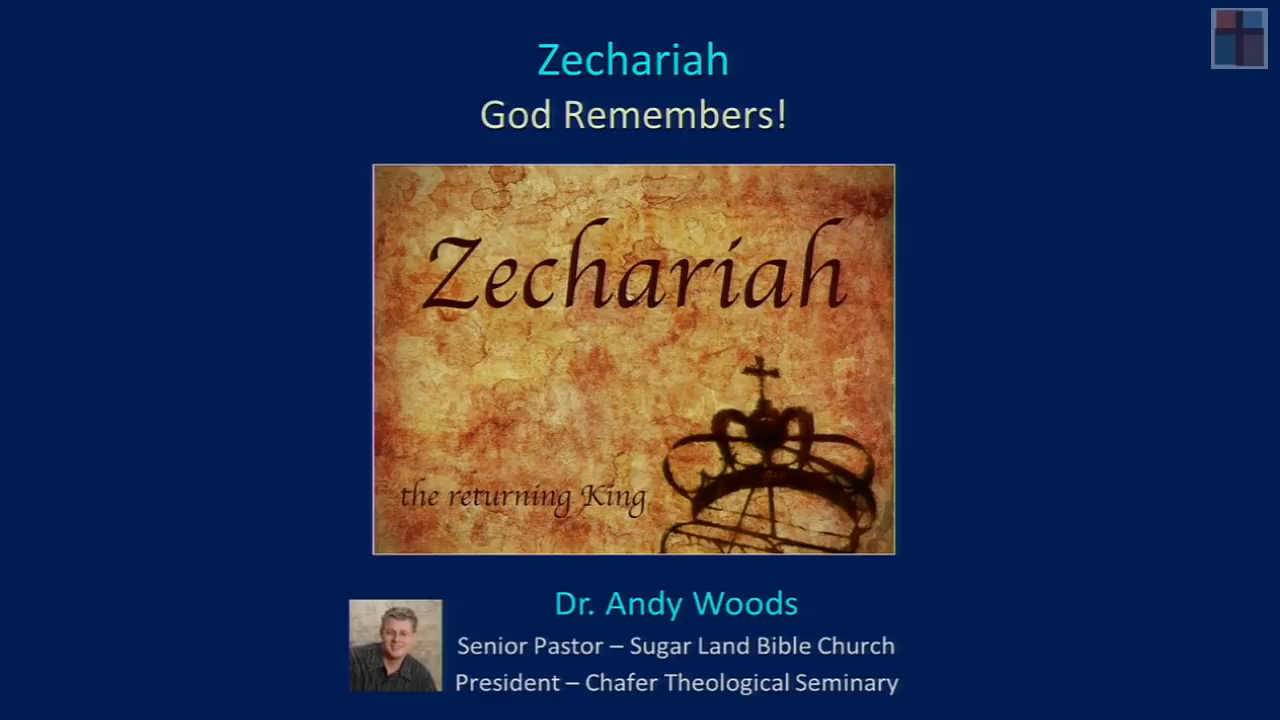 Zechariah
God Remembers!
Zechariah
the returning King
Dr. Andy Woods
Senior Pastor – Sugar Land Bible Church
President – Chafer Theological Seminary